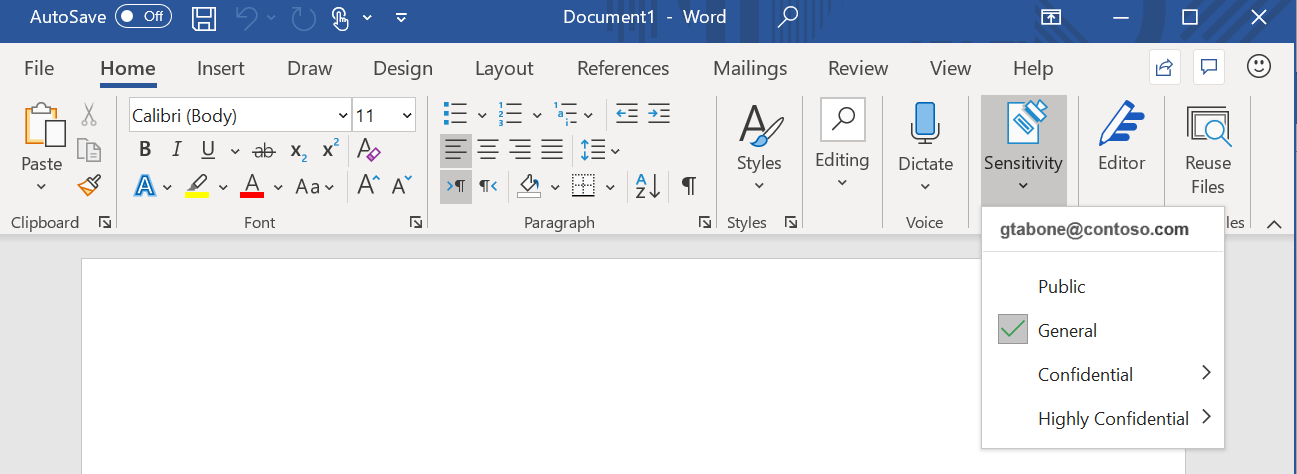 AutoSave Off Document1 - Word
File Home Insert Draw Design Layout References Mailings Review View Help
Calibri (Body) 11
B I U ab x2 x2 A
A A Aa A A
A Z
Paste Styles Editing Dictate Sensitivity Editor Reuse Files
Clipboard Font Paragraph Styles Voice les
gtabone@contoso.com
Public
General
Confidential
Highly Confidential